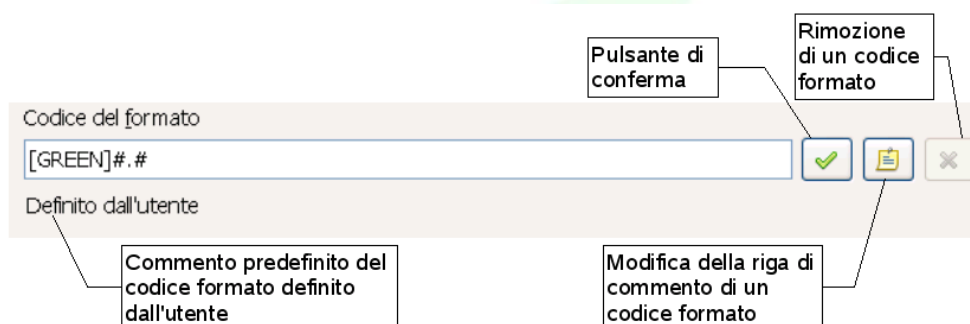 Rimozione
di un codice
formato
Pulsante di
conferma
Codice del formato
[GREEN]#.#
Definito dall'utente
Commento predefinito del
codice formato definito
dall'utente
Modifica della riga di
commento di un
codice formato